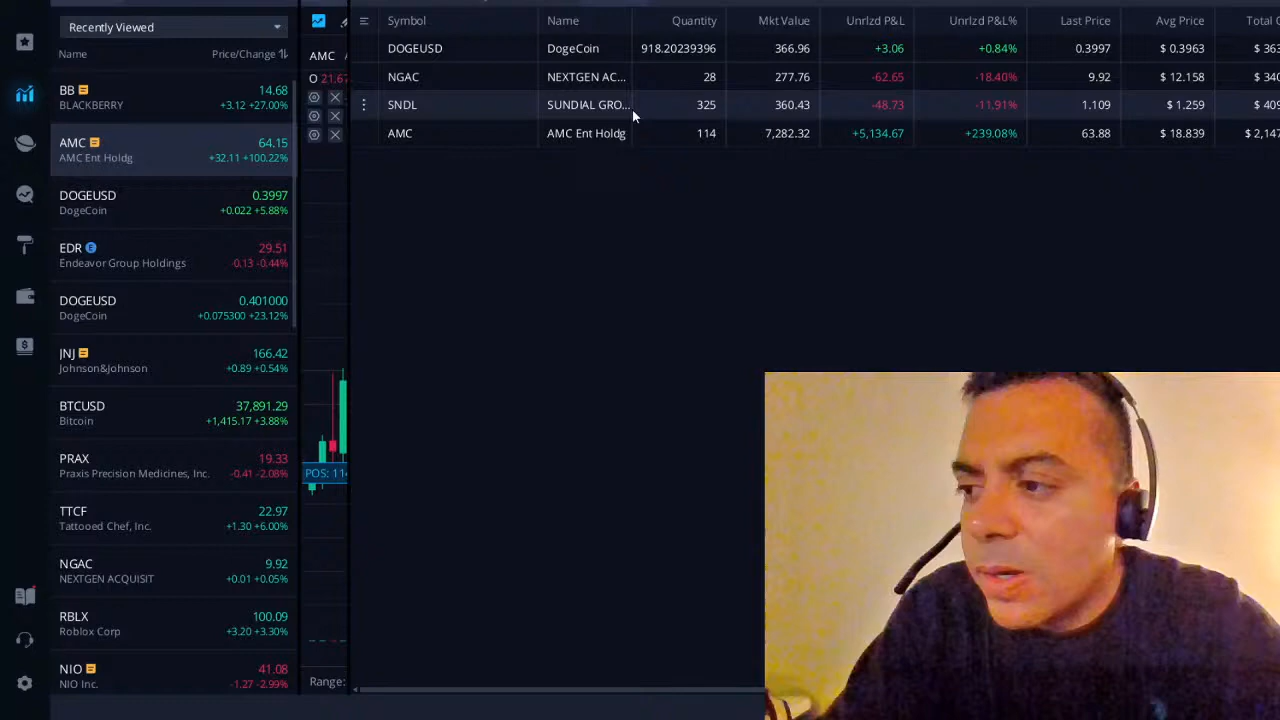 Recently Viewed
Name Price/Change
BB 14.68
BLACKBERRY +3.12 +27.00%
AMC 64.15
AMC Ent Holdg +32.11 +100.22%
DOGEUSD 0.3997
DogeCoin +0.022 +5.88%
EDR E 29.51
Endeavor Group Holdings -0.13 -0.44%
DOGEUSD 0.401000
DogeCoin +0.075300 +23.12%
JNJ 166.42
Johnson&Johnson +0.89 +0.54%
BTCUSD 37,891.29
Bitcoin +1,415.17 +3.88%
PRAX 19.33
Praxis Precision Medicines, Inc. -0.41 -2.08%
TTCF 22.97
Tattooed Chef, Inc. +1.30 +6.00%
NGAC 9.92
NEXTGEN ACQUISIT +0.01 +0.05%
RBLX 100.09
Roblox Corp +3.20 +3.30%
NIO 41.08
NIO Inc. -1.27 -2.99%
AMC
O 21.67
POS: 114
Range:
Symbol Name Quantity Mkt Value Unrlzd P&L Unrlzd P&L% Last Price Avg Price Total
DOGEUSD DogeCoin 918.20239396 366.96 +3.06 +0.84% 0.3997 $ 0.3963 $ 363
NGAC NEXTGEN AC... 28 277.76 -62.65 -18.40% 9.92 $ 12.158 $ 340
SNDL SUNDIAL GRO... 325 360.43 -48.73 -11.91% 1.109 $ 1.259 $ 409
AMC AMC Ent Holdg 114 7,282.32 +5,134.67 +239.08% 63.88 $ 18.839 $ 2,147